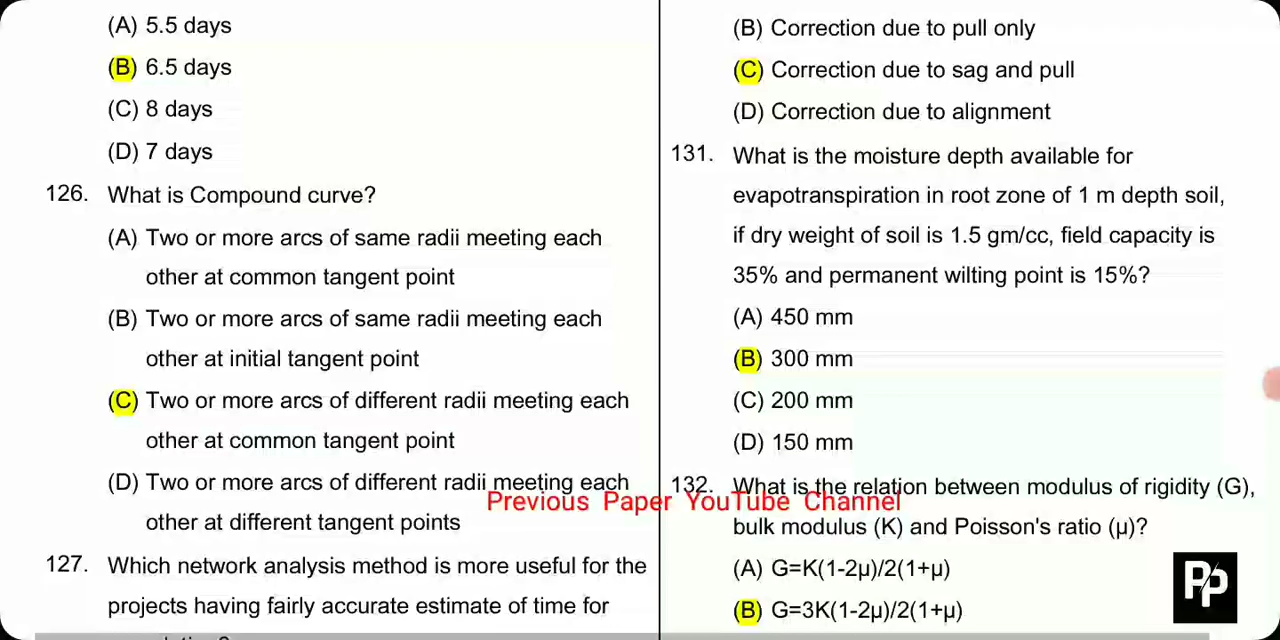 (A) 5.5 days
(B) 6.5 days
(C) 8 days
(D) 7 days
126. What is Compound curve?
(A) Two or more arcs of same radii meeting each
other at common tangent point
(B) Two or more arcs of same radii meeting each
other at initial tangent point
(C) Two or more arcs of different radii meeting each
other at common tangent point
(D) Two or more arcs of different radii meeting each
other at different tangent points
127. Which network analysis method is more useful for the
projects having fairly accurate estimate of time for
(B) Correction due to pull only
(C) Correction due to sag and pull
(D) Correction due to alignment
131. What is the moisture depth available for
evapotranspiration in root zone of 1 m depth soil,
if dry weight of soil is 1.5 gm/cc, field capacity is
35% and permanent wilting point is 15%?
(A) 450 mm
(B) 300 mm
(C) 200 mm
(D) 150 mm
132. What is the relation between modulus of rigidity (G),
bulk modulus (K) and Poisson's ratio (μ)?
(A) G=K(1-2μ)/2(1+μ)
(B) G=3K(1-2μ)/2(1+μ)
Previous Paper YouTube Channel
Pp